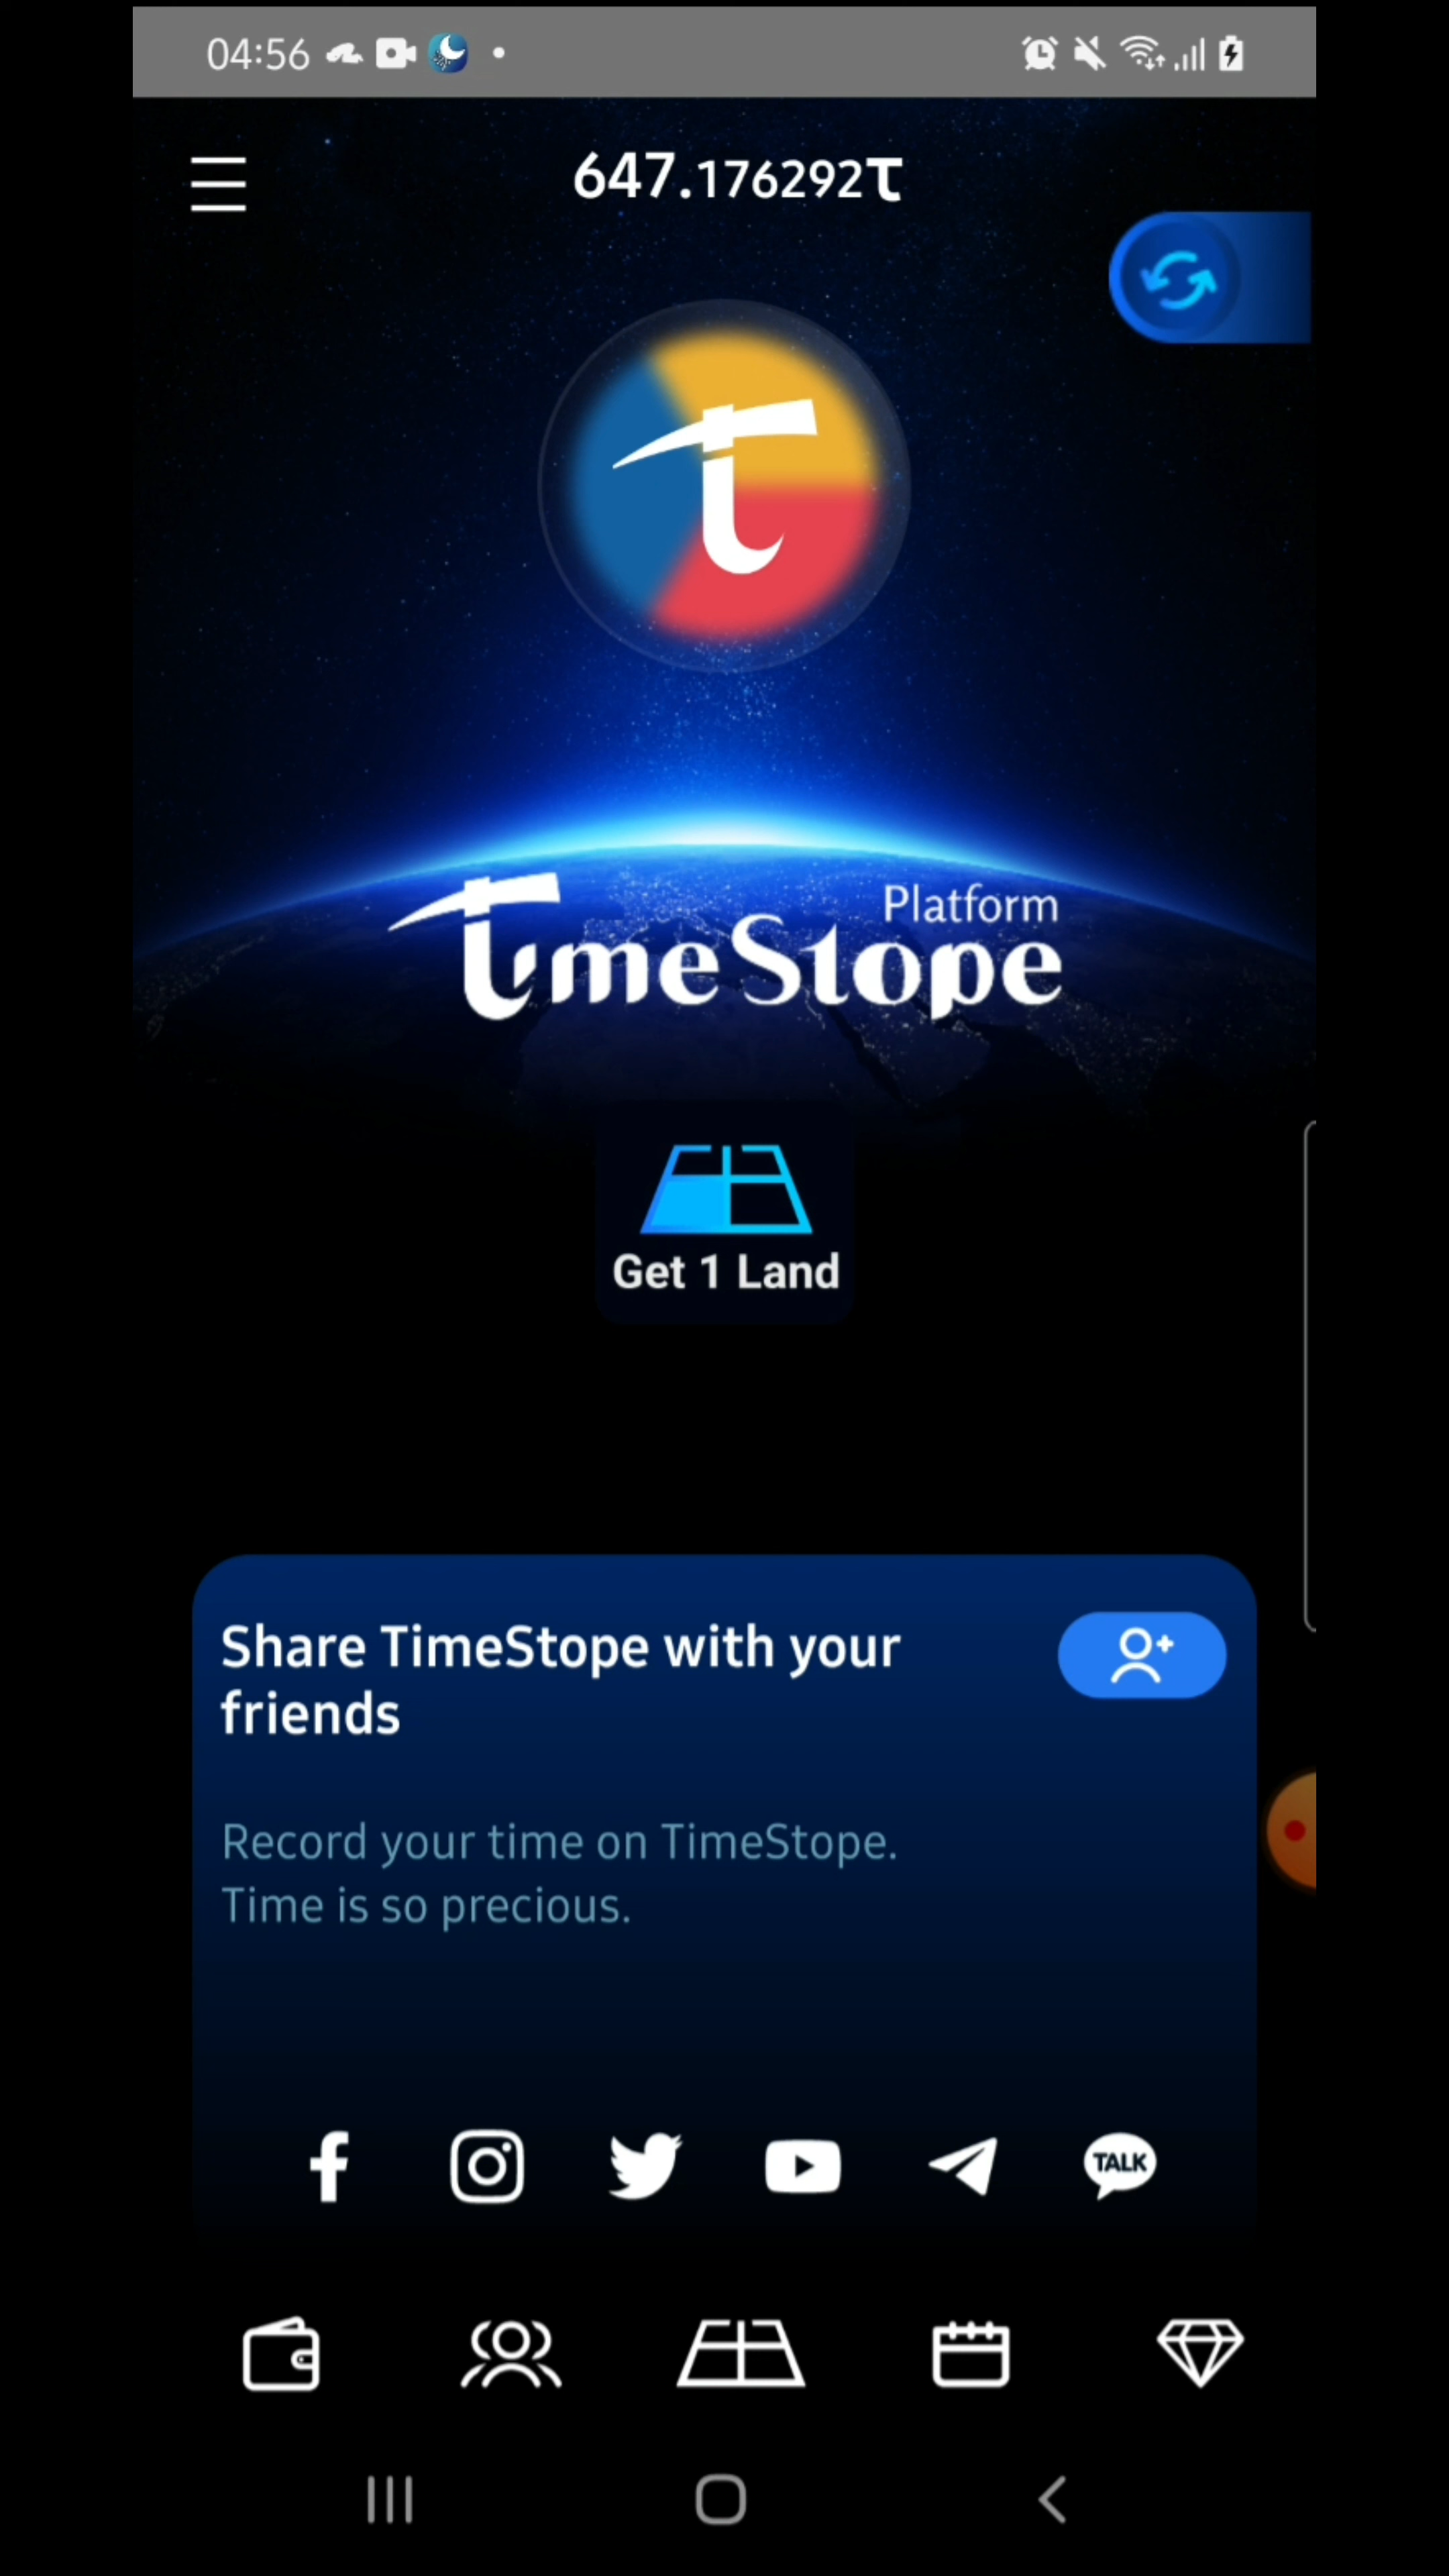 04:56
647.176292τ
Platform
TimeStope
Get 1 Land
Share TimeStope with your
friends
Record your time on TimeStope.
Time is so precious.
TALK